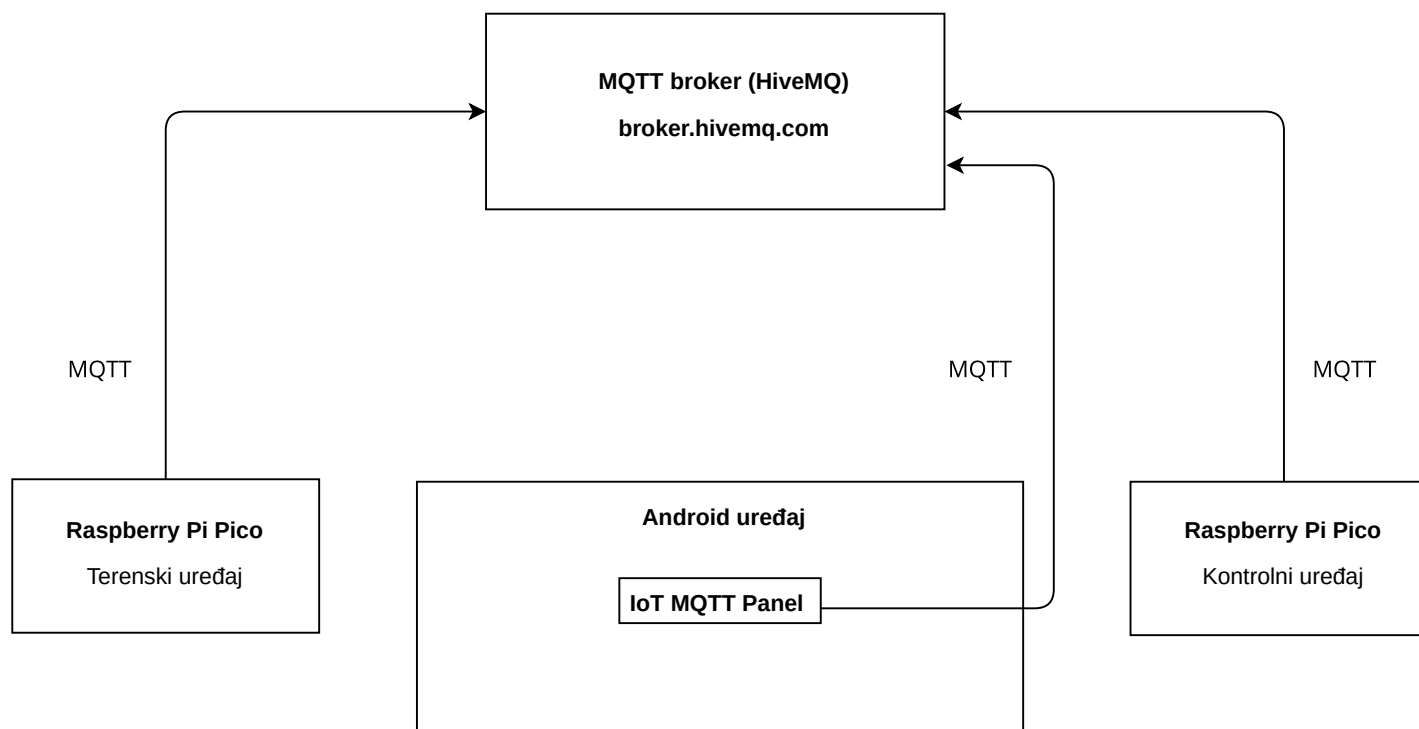 MQTT broker (HiveMQ)
broker.hivemq.com
MQTT
MQTT
MQTT
Raspberry Pi Pico
Terenski uređaj
Android uređaj
IoT MQTT Panel
Raspberry Pi Pico
Kontrolni uređaj